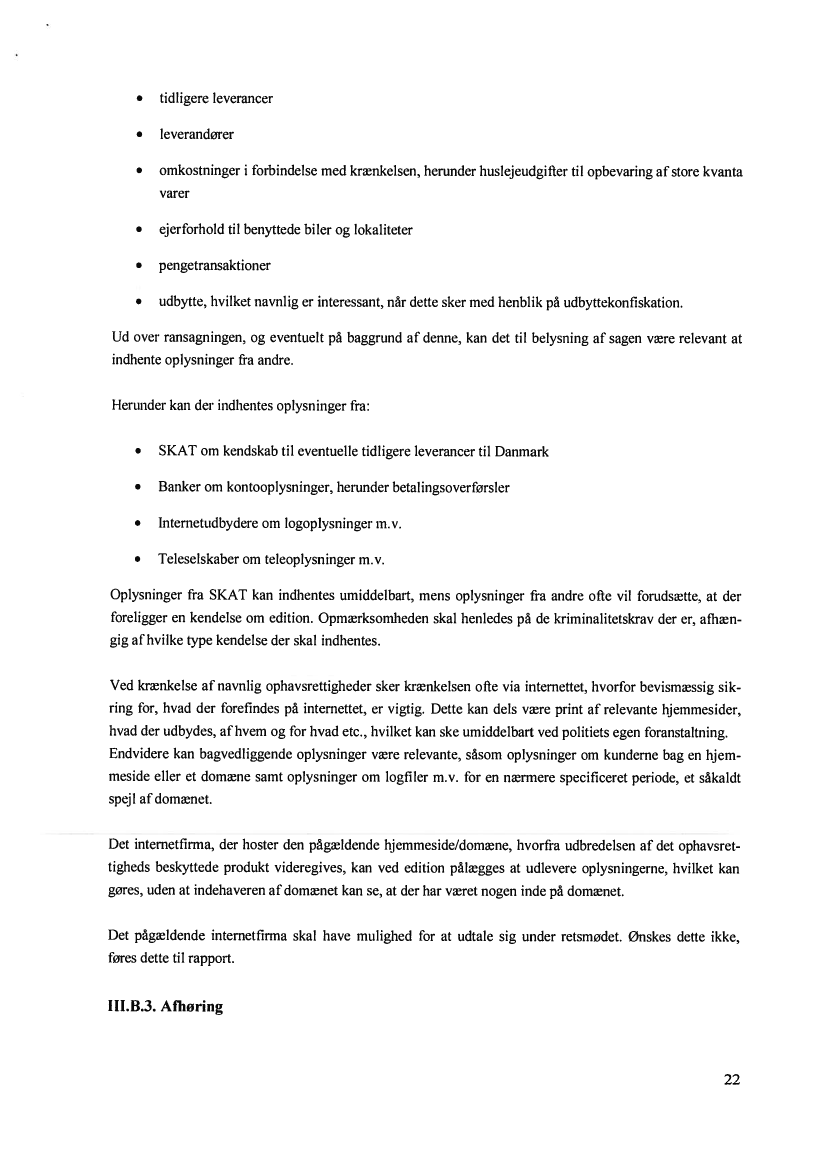 • tidligere leverancer
• leverandører
• omkostninger i forbindelse med krænkelsen, herunder huslejeudgifter til opbevaring af store kvanta
varer
• ejerforhold til benyttede biler og lokaliteter
• pengetransaktioner
• udbytte, hvilket navnlig er interessant, når dette sker med henblik på udbyttekonfiskation.
Ud over ransagningen, og eventuelt på baggrund af denne, kan det til belysning af sagen være relevant at
indhente oplysninger fra andre.
Herunder kan der indhentes oplysninger fra:
• SKAT om kendskab til eventuelle tidligere leverancer til Danmark
• Banker om kontooplysninger, herunder betalingsoverførsler
• Internetudbydere om logoplysninger m.v.
• Teleselskaber om teleoplysninger m.v.
Oplysninger fra SKAT kan indhentes umiddelbart, mens oplysninger fra andre ofte vil forudsætte, at der
foreligger en kendelse om edition. Opmærksomheden skal henledes på de kriminalitetskrav der er, afhæn-
gig af hvilke type kendelse der skal indhentes.
Ved krænkelse af navnlig ophavsrettigheder sker krænkelsen ofte via internettet, hvorfor bevismæssig sik-
ring for, hvad der forefindes på internettet, er vigtig. Dette kan dels være print af relevante hjemmesider,
hvad der udbydes, af hvem og for hvad etc., hvilket kan ske umiddelbart ved politiets egen foranstaltning.
Endvidere kan bagvedliggende oplysninger være relevante, såsom oplysninger om kunderne bag en hjem-
meside eller et domæne samt oplysninger om logfiler m.v. for en nærmere specificeret periode, et såkaldt
spejl af domænet.
Det internetfirma, der hoster den pågældende hjemmeside/domæne, hvorfra udbredelsen af det ophavsret-
tigheds beskyttede produkt videregives, kan ved edition pålægges at udlevere oplysningerne, hvilket kan
gøres, uden at indehaveren af domænet kan se, at der har været nogen inde på domænet.
Det pågældende internetfirma skal have mulighed for at udtale sig under retsmødet. Ønskes dette ikke,
føres dette til rapport.
III.B.3. Afhøring
22